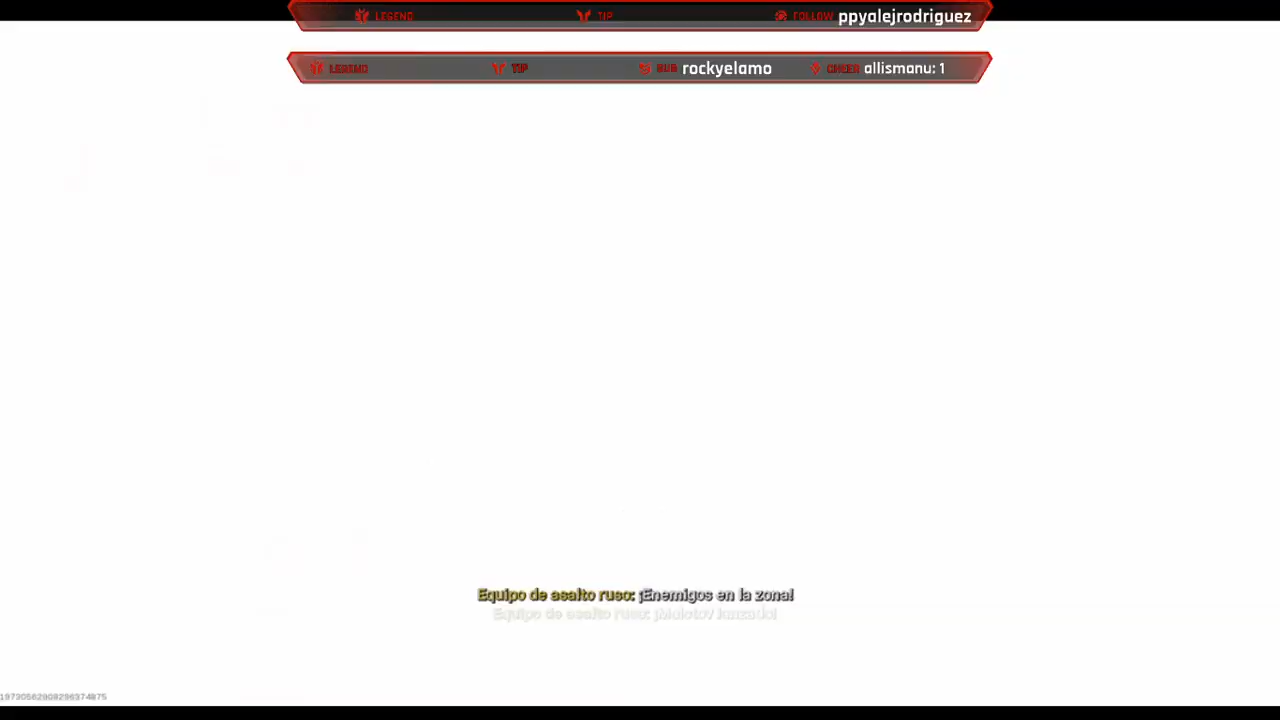 LEGEND TIP FOLLOW ppyalejrodriguez
LEGEND TIP SUB rockyelamo CHEER allismanu: 1
Equipo de asalto ruso: ¡Enemigos en la zona!
Equipo de asalto ruso: ¡Molotov lanzado!